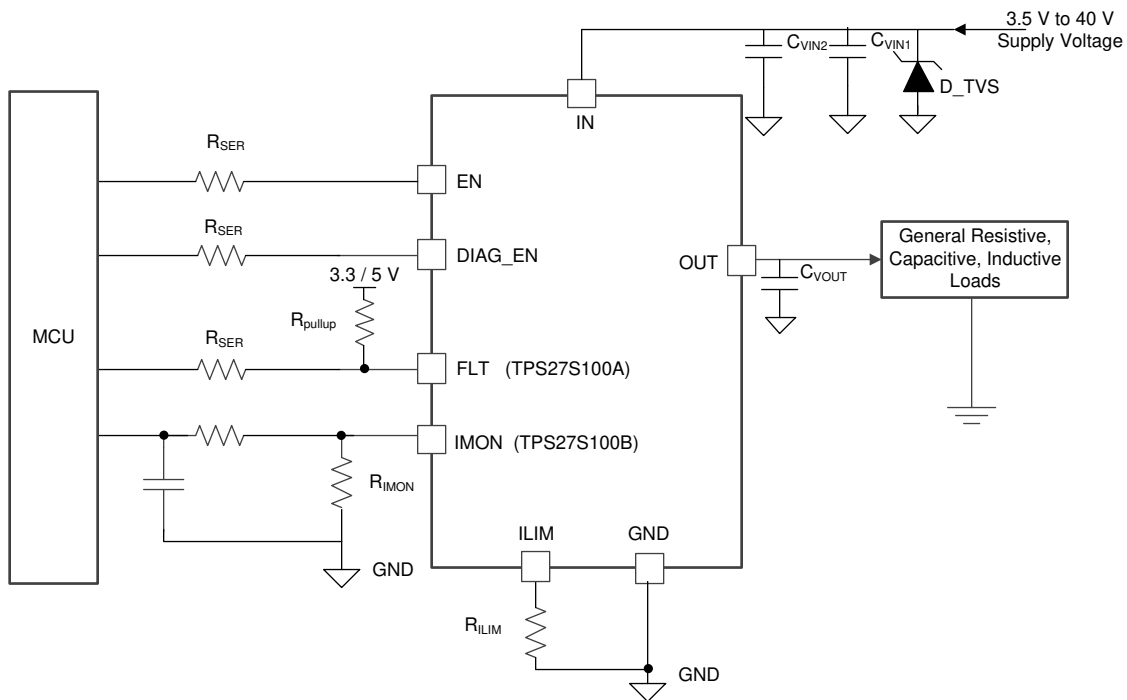 3.5 V to 40 V
Supply Voltage
CVIN2
CVIN1
D_TVS
IN
RSER
EN
RSER
DIAG_EN
3.3 / 5 V
Rpullup
OUT
CVOUT
General Resistive,
Capacitive, Inductive
Loads
MCU
RSER
FLT (TPS27S100A)
IMON (TPS27S100B)
RIMON
GND
ILIM
GND
RILIM
GND